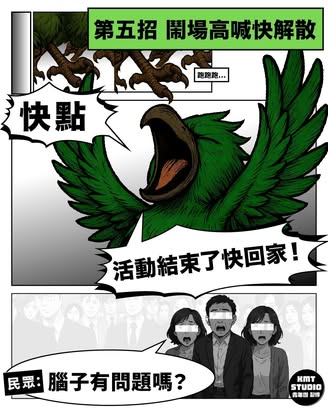 第五招 鬧場高喊快解散
跑跑跑...
快點
活動結束了快回家!
民眾: 腦子有問題嗎?
KMT
STUDIO